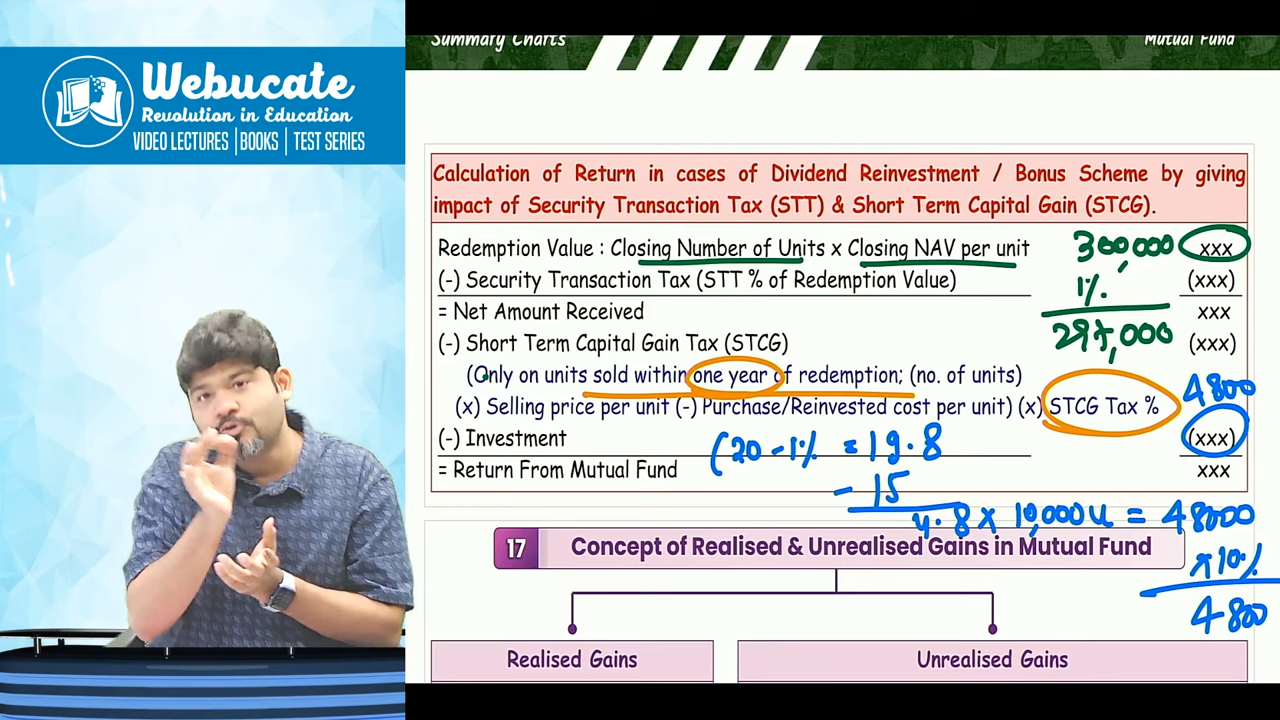 Webucate
Revolution in Education
VIDEO LECTURES | BOOKS | TEST SERIES
Summary Charts
Mutual Fund
Calculation of Return in cases of Dividend Reinvestment / Bonus Scheme by giving
impact of Security Transaction Tax (STT) & Short Term Capital Gain (STCG).
Redemption Value : Closing Number of Units x Closing NAV per unit 300,000 xxx
(-) Security Transaction Tax (STT % of Redemption Value) 1% (xxx)
= Net Amount Received 297,000 xxx
(-) Short Term Capital Gain Tax (STCG) (xxx)
(Only on units sold within one year of redemption; (no. of units)
(x) Selling price per unit (-) Purchase/Reinvested cost per unit) (x) STCG Tax % 4800
(-) Investment (xxx)
(20 - 1% = 19.8
= Return From Mutual Fund xxx
- 15
4.8 x 10,000 u = 48000
17 Concept of Realised & Unrealised Gains in Mutual Fund
x 10%
4800
Realised Gains
Unrealised Gains